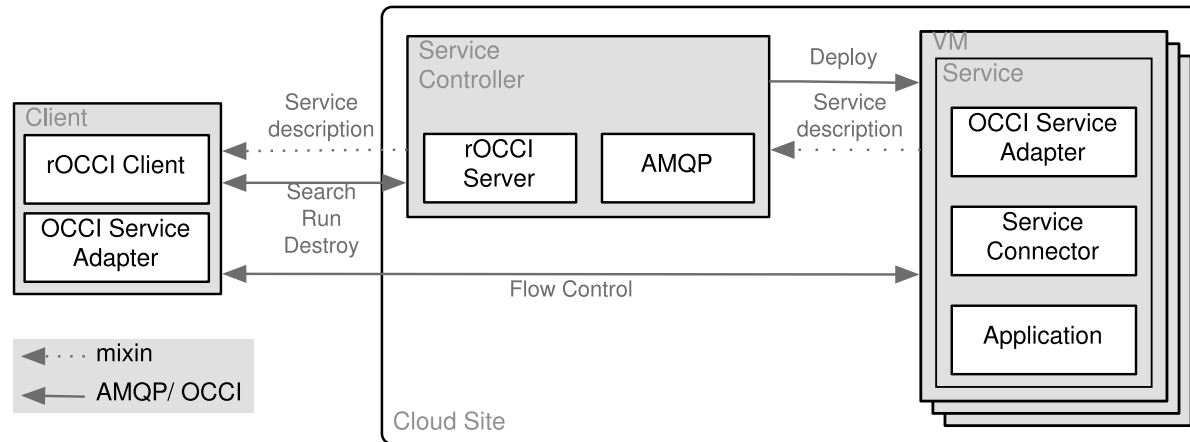 Client
rOCCI Client
OCCI Service
Adapter
Service
description
Search
Run
Destroy
Service
Controller
rOCCI
Server
AMQP
Deploy
Service
description
VM
Service
OCCI Service
Adapter
Service
Connector
Application
Flow Control
mixin
AMQP/ OCCI
Cloud Site